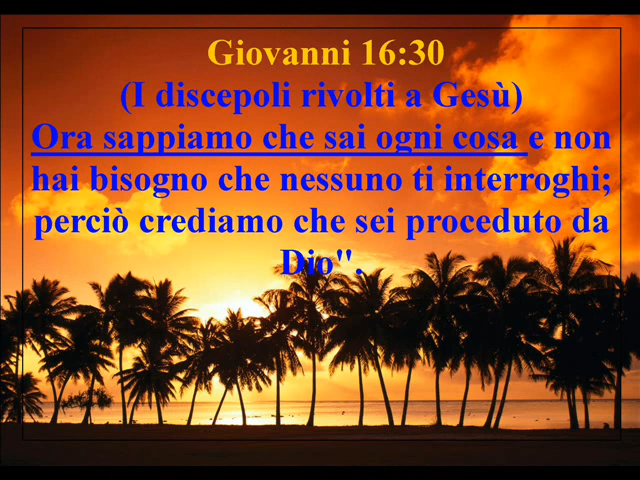 Giovanni 16:30
(I discepoli rivolti a Gesù)
Ora sappiamo che sai ogni cosa e non
hai bisogno che nessuno ti interroghi;
perciò crediamo che sei proceduto da
Dio".